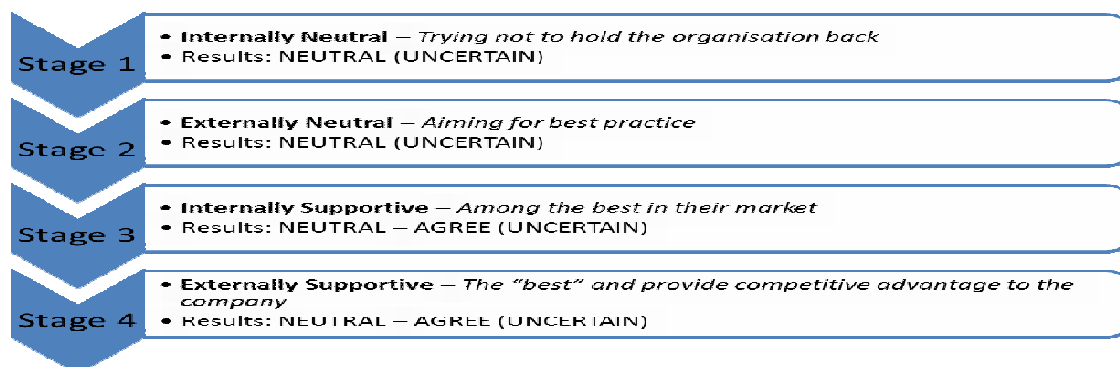 Stage 1
• Internally Neutral – Trying not to hold the organisation back
• Results: NEUTRAL (UNCERTAIN)
Stage 2
• Externally Neutral – Aiming for best practice
• Results: NEUTRAL (UNCERTAIN)
Stage 3
• Internally Supportive – Among the best in their market
• Results: NEUTRAL – AGREE (UNCERTAIN)
Stage 4
• Externally Supportive – The “best” and provide competitive advantage to the
company
• Results: NEUTRAL – AGREE (UNCERTAIN)